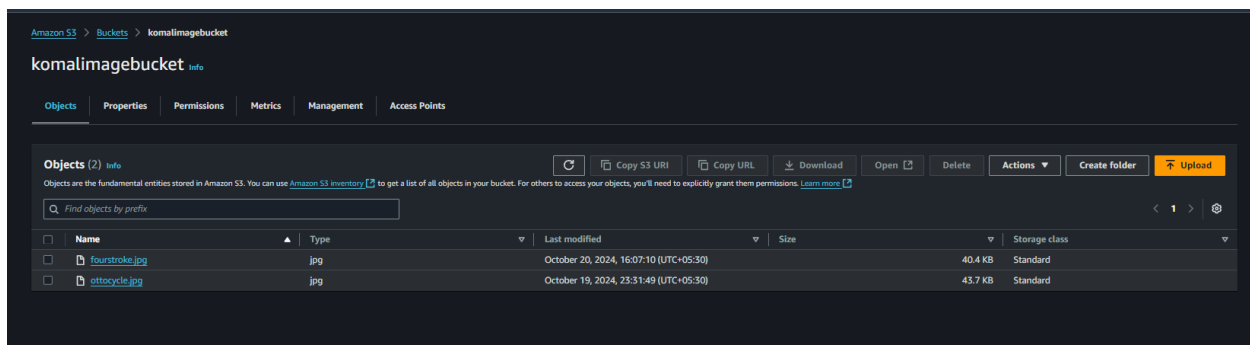 Amazon S3 > Buckets > komalimagebucket
komalimagebucket Info
Objects Properties Permissions Metrics Management Access Points
Objects (2) Info Copy S3 URI Copy URL Download Open Delete Actions Create folder Upload
Objects are the fundamental entities stored in Amazon S3. You can use Amazon S3 inventory to get a list of all objects in your bucket. For others to access your objects, you'll need to explicitly grant them permissions. Learn more
Find objects by prefix < 1 >
Name Type Last modified Size Storage class
fourstroke.jpg jpg October 20, 2024, 16:07:10 (UTC+05:30) 40.4 KB Standard
ottocycle.jpg jpg October 19, 2024, 23:31:49 (UTC+05:30) 43.7 KB Standard